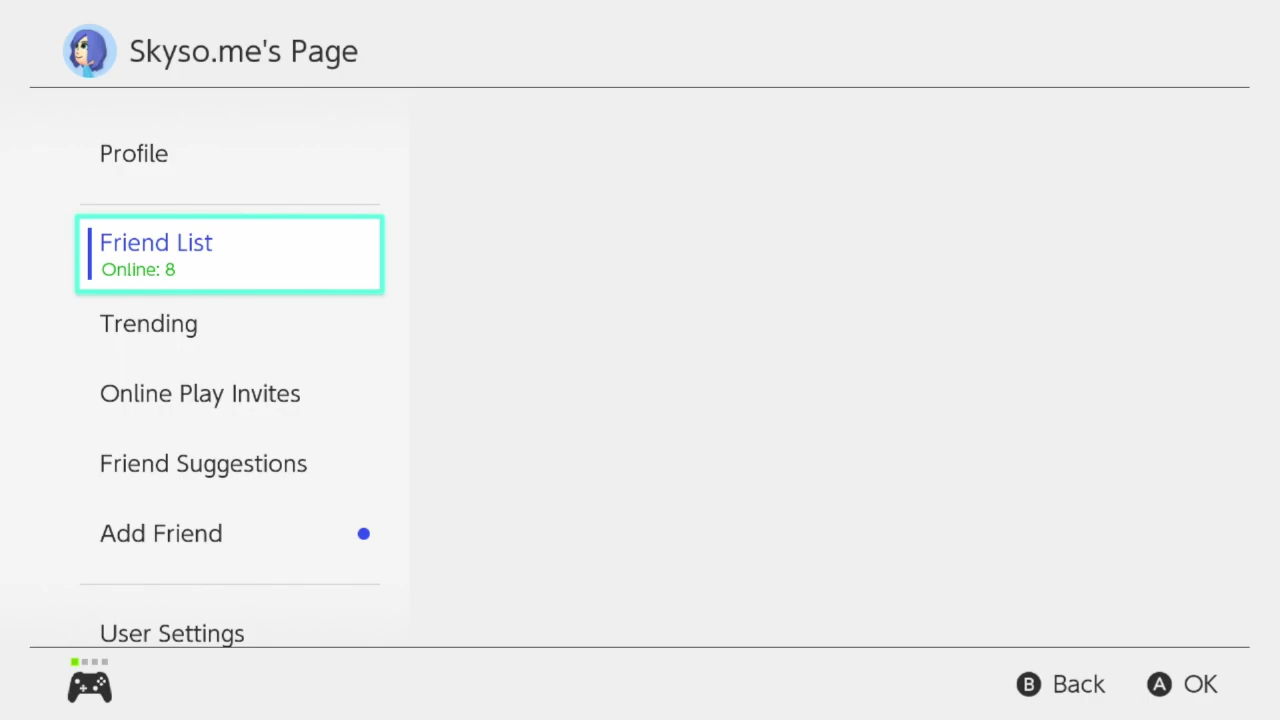 Skyso.me's Page
Profile
Friend List
Online: 8
Trending
Online Play Invites
Friend Suggestions
Add Friend
User Settings
B Back A OK